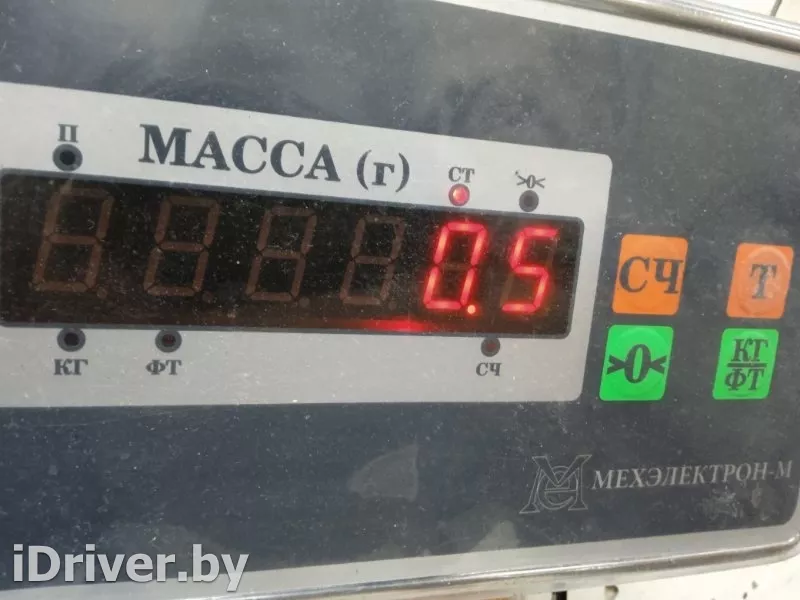 П
МАССА (г)
СТ
>0<
0.5
КГ
ФТ
СЧ
СЧ
Т
>0<
КГ
ФТ
МЕХЭЛЕКТРОН-М
iDriver.by